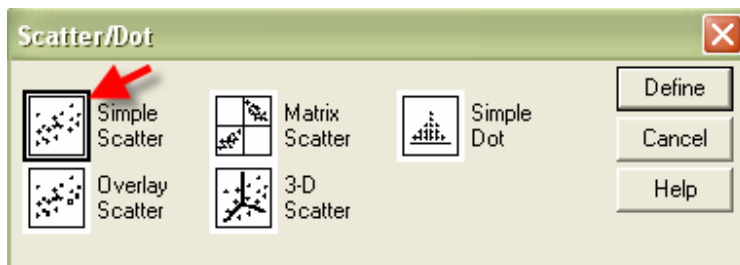 Scatter/Dot
Simple
Scatter
Matrix
Scatter
Simple
Dot
Overlay
Scatter
3-D
Scatter
Define
Cancel
Help